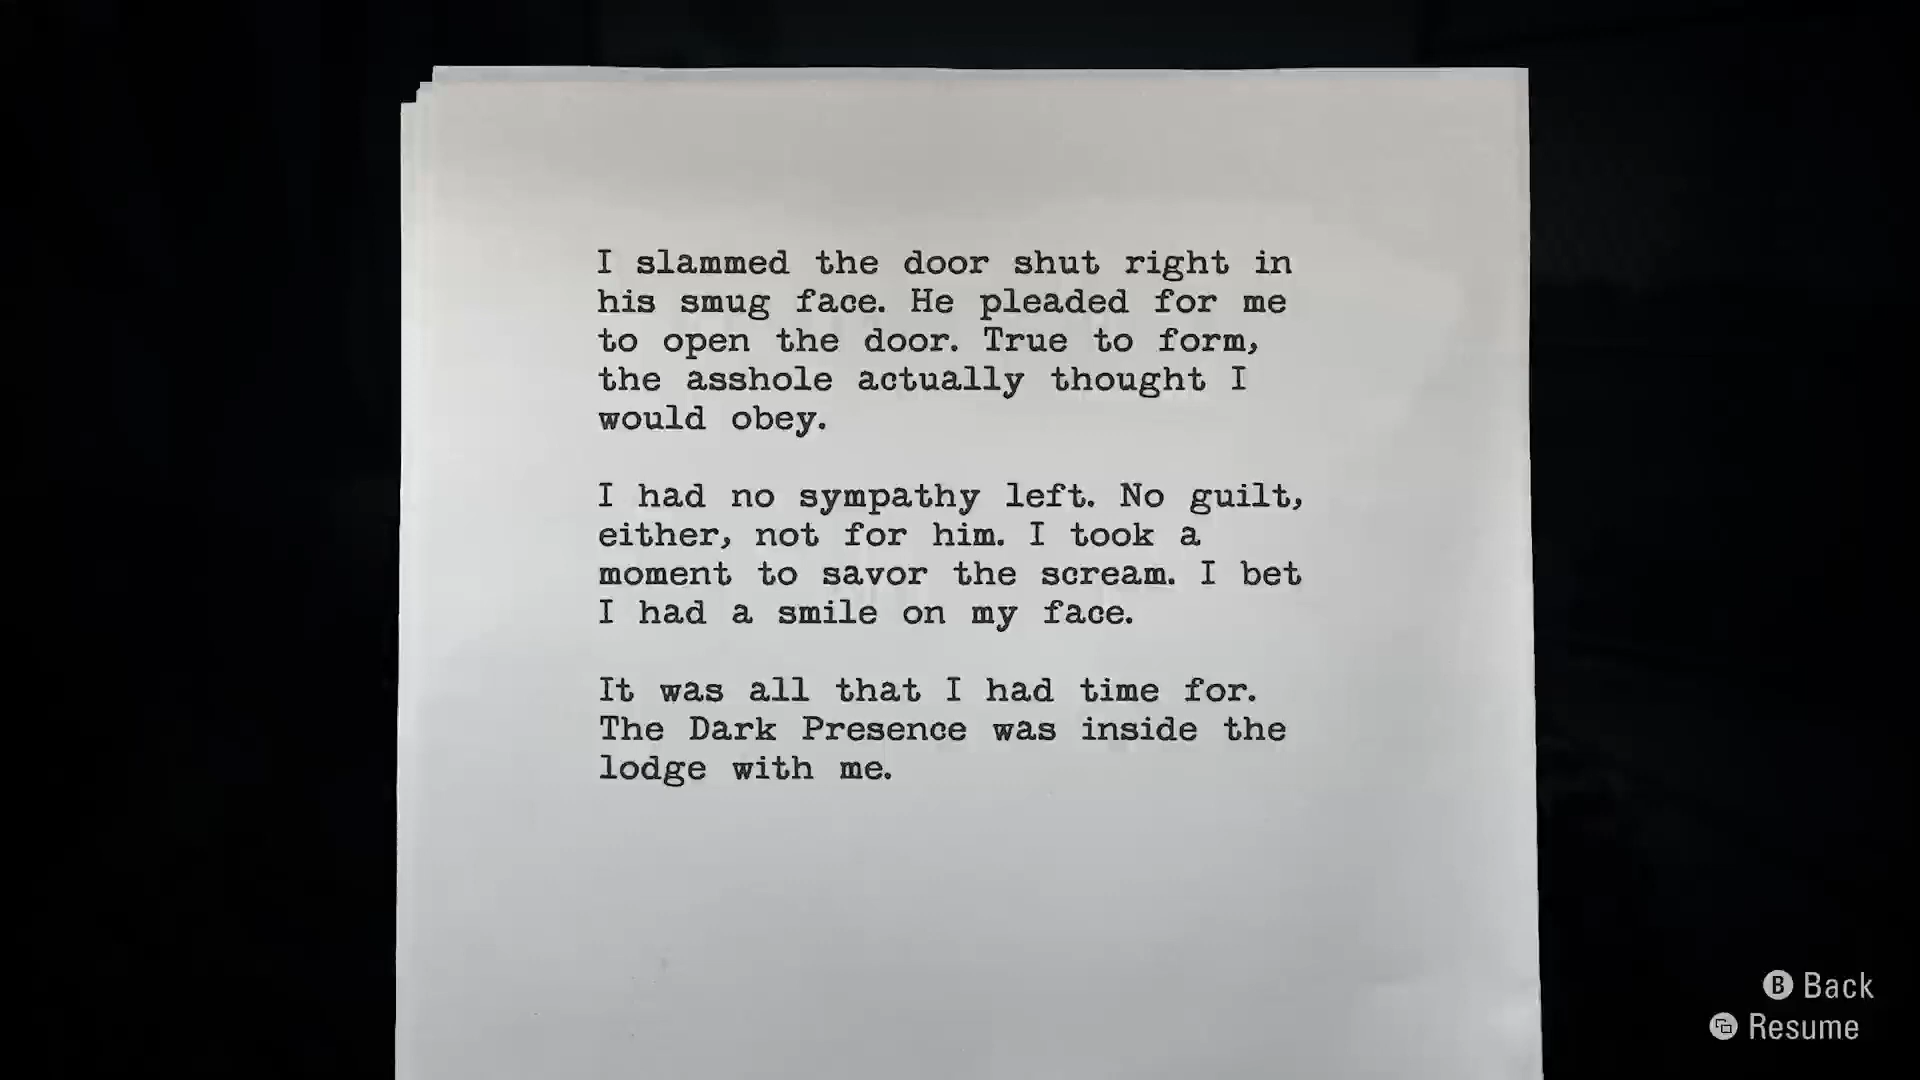 I slammed the door shut right in
his smug face. He pleaded for me
to open the door. True to form,
the asshole actually thought I
would obey.
I had no sympathy left. No guilt,
either, not for him. I took a
moment to savor the scream. I bet
I had a smile on my face.
It was all that I had time for.
The Dark Presence was inside the
lodge with me.
B Back
Resume